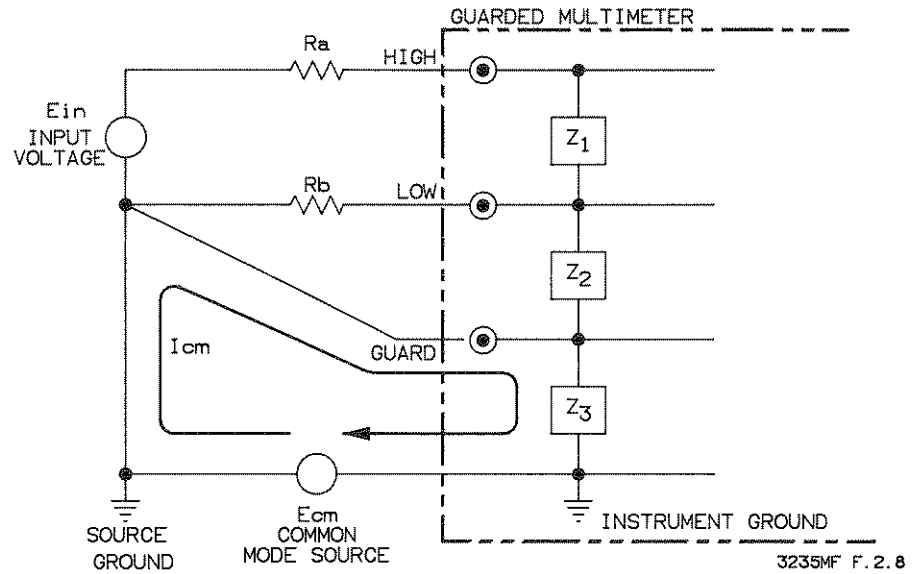 GUARDED MULTIMETER
Ra
HIGH
Ein
INPUT
VOLTAGE
Z1
Rb
LOW
Z2
Icm
GUARD
Z3
Ecm
COMMON
MODE SOURCE
SOURCE
GROUND
INSTRUMENT GROUND
3235MF F.2.8